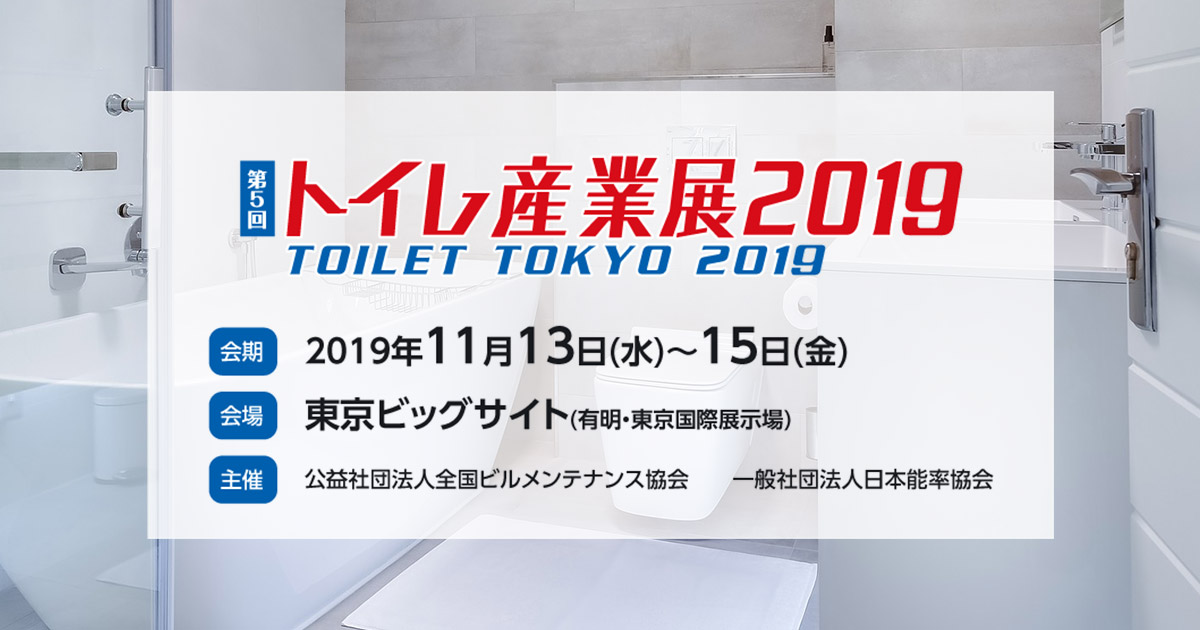 第5回
トイレ産業展2019
TOILET TOKYO 2019
会期 2019年11月13日(水)～15日(金)
会場 東京ビッグサイト(有明・東京国際展示場)
主催 公益社団法人全国ビルメンテナンス協会 一般社団法人日本能率協会